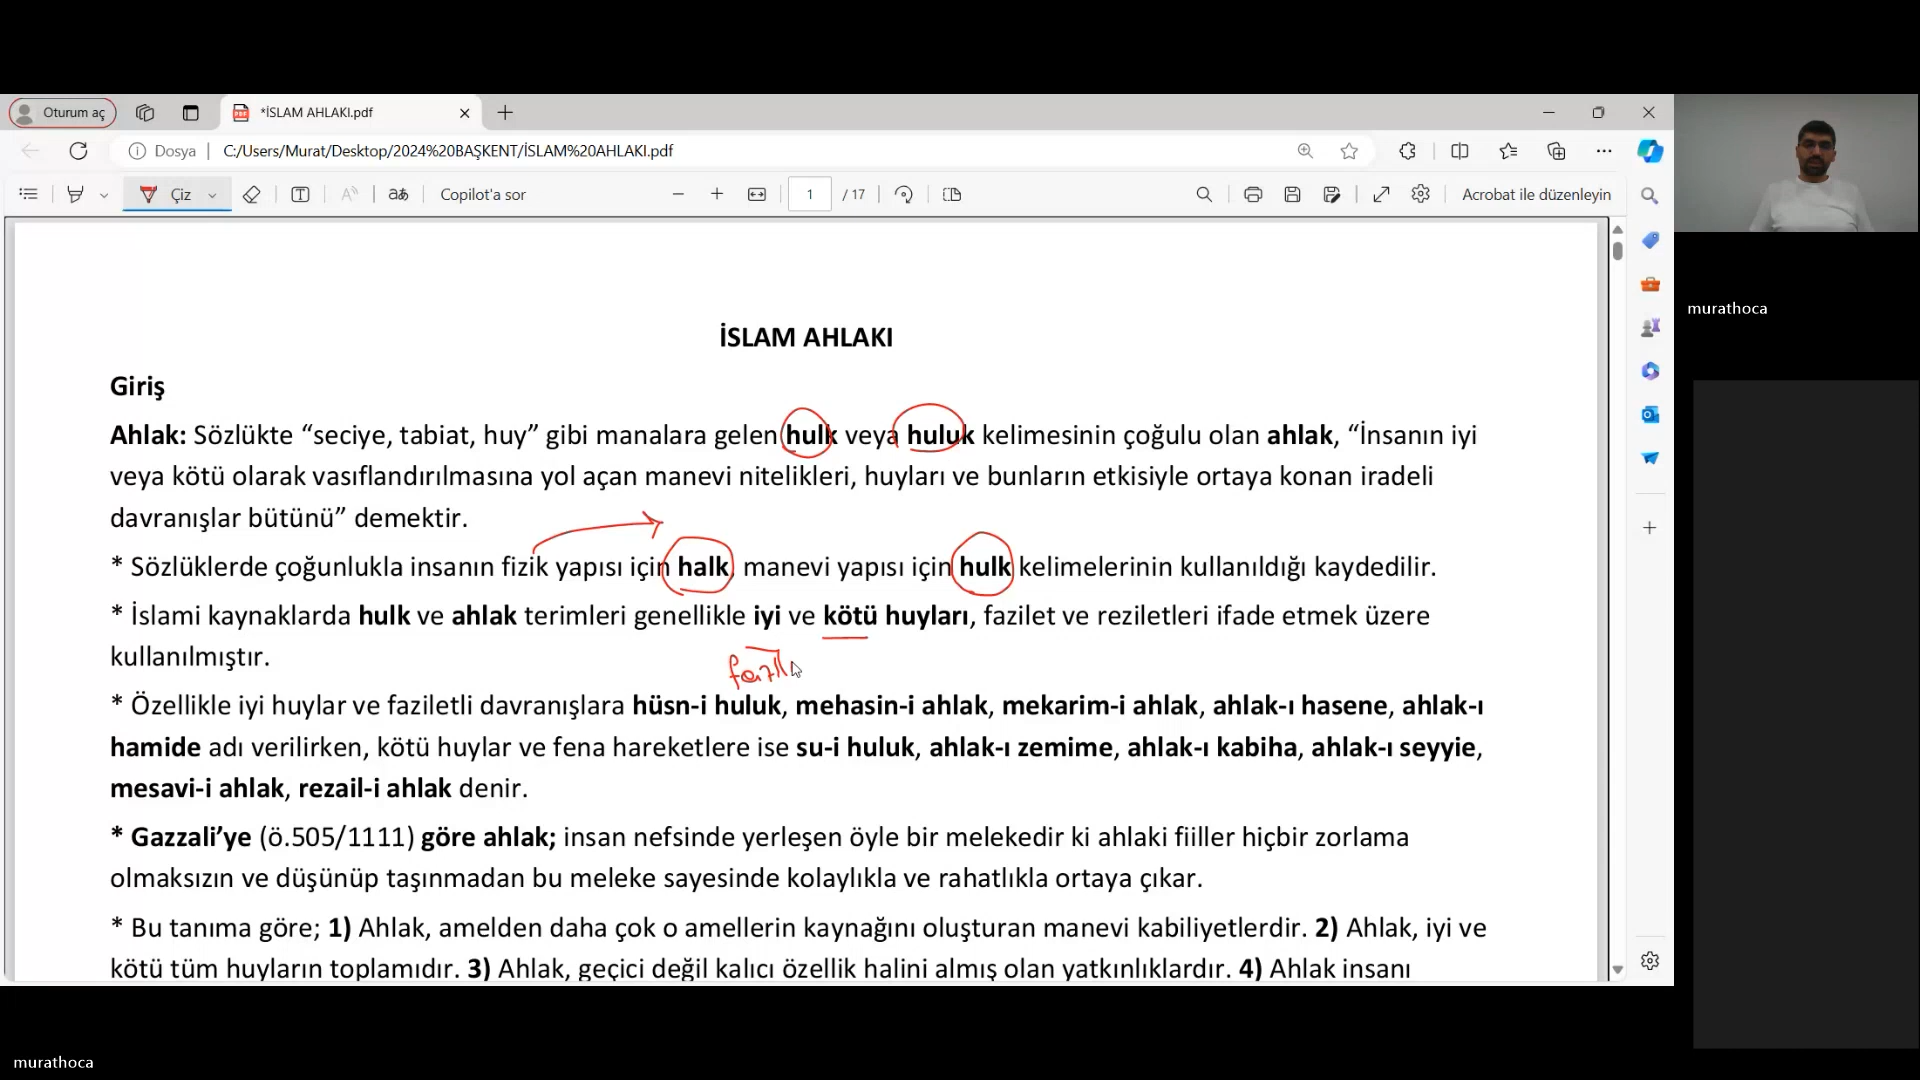 Oturum aç
*İSLAM AHLAKI.pdf
Dosya
C:/Users/Murat/Desktop/2024%20BAŞKENT/İSLAM%20AHLAKI.pdf
Çiz
aあ
Copilot'a sor
1 / 17
Acrobat ile düzenleyin
murathoca
İSLAM AHLAKI
Giriş
Ahlak: Sözlükte “seciye, tabiat, huy” gibi manalara gelen hulk veya huluk kelimesinin çoğulu olan ahlak, “İnsanın iyi
veya kötü olarak vasıflandırılmasına yol açan manevi nitelikleri, huyları ve bunların etkisiyle ortaya konan iradeli
davranışlar bütünü” demektir.
* Sözlüklerde çoğunlukla insanın fizik yapısı için halk, manevi yapısı için hulk kelimelerinin kullanıldığı kaydedilir.
* İslami kaynaklarda hulk ve ahlak terimleri genellikle iyi ve kötü huyları, fazilet ve reziletleri ifade etmek üzere
kullanılmıştır.
* Özellikle iyi huylar ve faziletli davranışlara hüsn-i huluk, mehasin-i ahlak, mekarim-i ahlak, ahlak-ı hasene, ahlak-ı
hamide adı verilirken, kötü huylar ve fena hareketlere ise su-i huluk, ahlak-ı zemime, ahlak-ı kabiha, ahlak-ı seyyie,
mesavi-i ahlak, rezail-i ahlak denir.
* Gazzali’ye (ö.505/1111) göre ahlak; insan nefsinde yerleşen öyle bir melekedir ki ahlaki fiiller hiçbir zorlama
olmaksızın ve düşünüp taşınmadan bu meleke sayesinde kolaylıkla ve rahatlıkla ortaya çıkar.
* Bu tanıma göre; 1) Ahlak, amelden daha çok o amellerin kaynağını oluşturan manevi kabiliyetlerdir. 2) Ahlak, iyi ve
kötü tüm huyların toplamıdır. 3) Ahlak, geçici değil kalıcı özellik halini almış olan yatkınlıklardır. 4) Ahlak insanı
murathoca